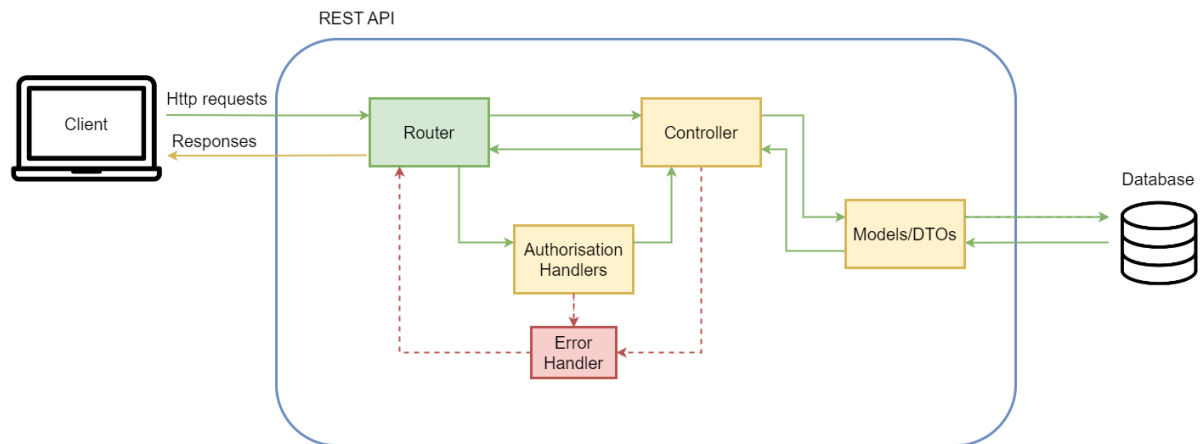 REST API
Http requests
Client
Responses
Router
Controller
Database
Models/DTOs
Authorisation
Handlers
Error
Handler